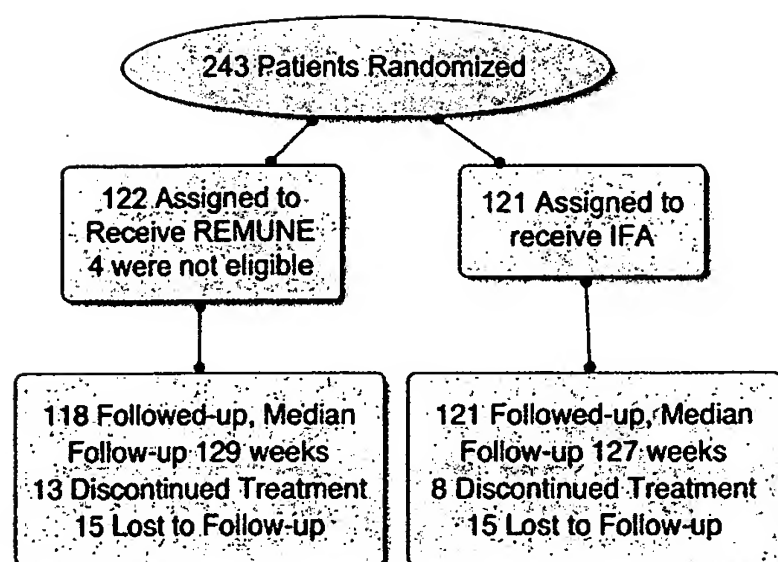 243 Patients Randomized
122 Assigned to
Receive REMUNE
4 were not eligible
121 Assigned to
receive IFA
118 Followed-up, Median
Follow-up 129 weeks
13 Discontinued Treatment
15 Lost to Follow-up
121 Followed-up, Median
Follow-up 127 weeks
8 Discontinued Treatment
15 Lost to Follow-up